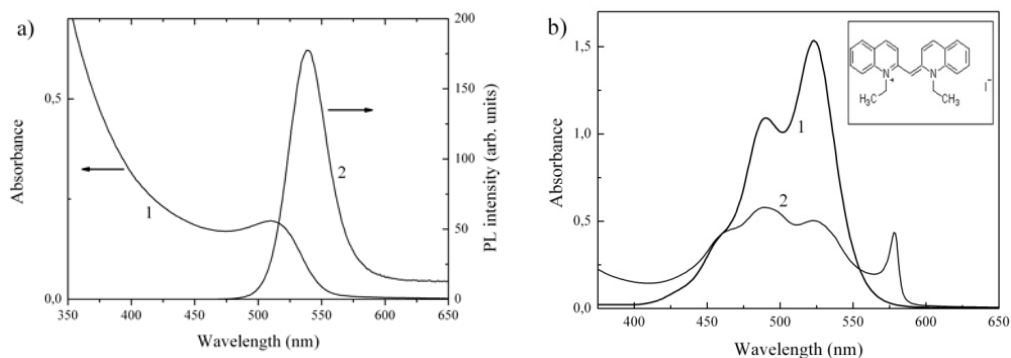 a)
200
150
100
50
0
PL intensity (arb. units)
0,5
0,0
Absorbance
1
2
350 400 450 500 550 600 650
Wavelength (nm)
b)
1,5
1,0
0,5
0,0
Absorbance
1
2
N+
N
H3C
CH3
I−
400 450 500 550 600 650
Wavelength (nm)